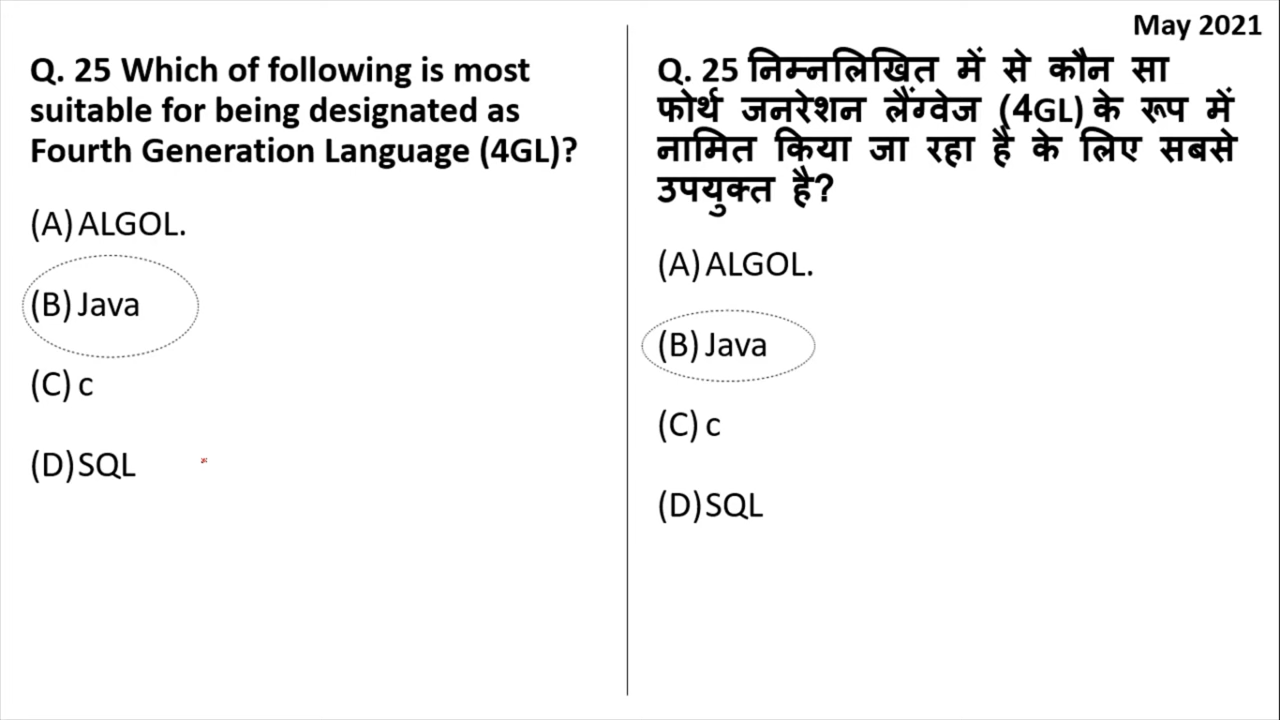 May 2021
Q. 25 Which of following is most
suitable for being designated as
Fourth Generation Language (4GL)?
(A) ALGOL.
(B) Java
(C) c
(D) SQL
Q. 25 निम्नलिखित में से कौन सा
फोर्थ जनरेशन लैंग्वेज (4GL) के रूप में
नामित किया जा रहा है के लिए सबसे
उपयुक्त है?
(A) ALGOL.
(B) Java
(C) c
(D) SQL